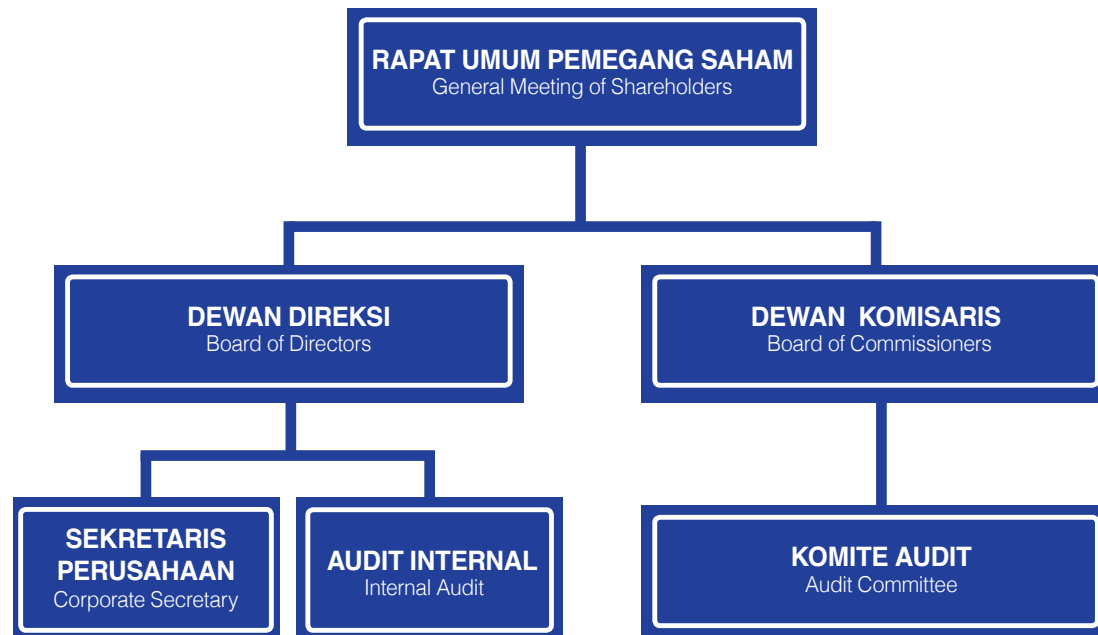 RAPAT UMUM PEMEGANG SAHAM
General Meeting of Shareholders
DEWAN DIREKSI
Board of Directors
DEWAN KOMISARIS
Board of Commissioners
SEKRETARIS
PERUSAHAAN
Corporate Secretary
AUDIT INTERNAL
Internal Audit
KOMITE AUDIT
Audit Committee